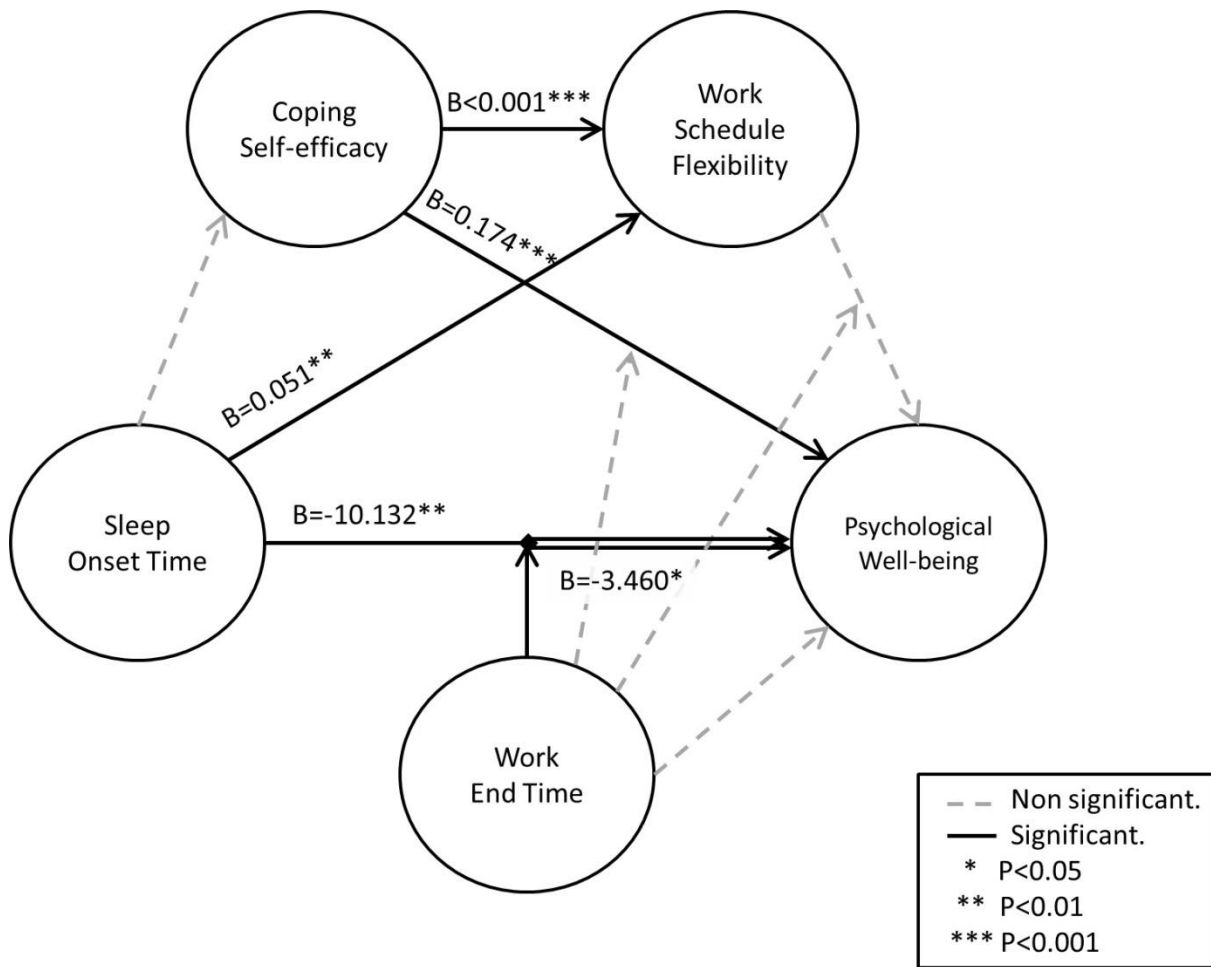 Coping
Self-efficacy
B<0.001***
Work
Schedule
Flexibility
B=0.174***
B=0.051**
Sleep
Onset Time
B=-10.132**
B=-3.460*
Psychological
Well-being
Work
End Time
Non significant.
Significant.
* P<0.05
** P<0.01
*** P<0.001